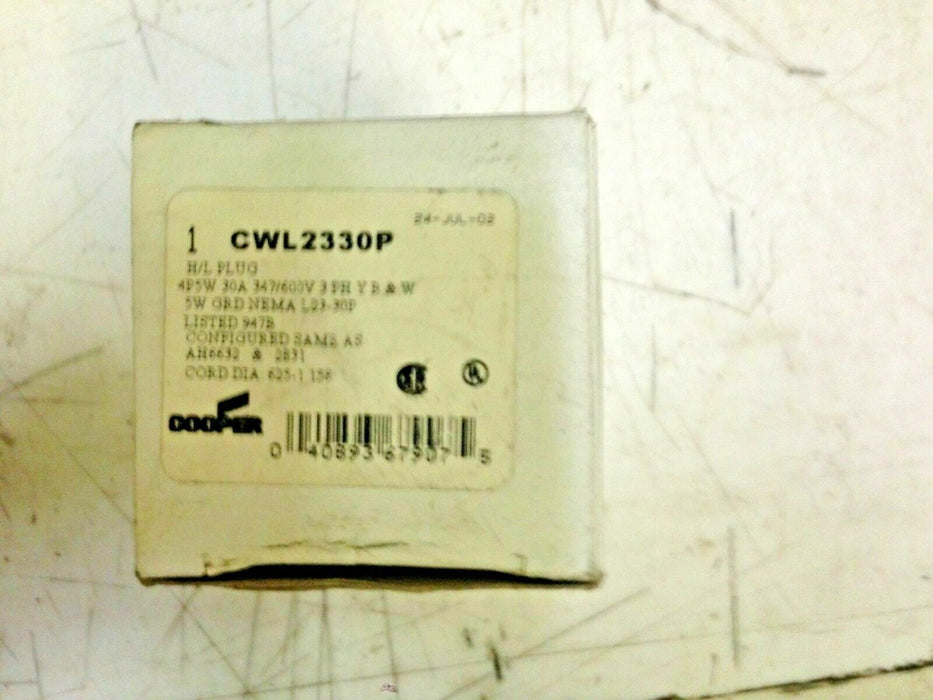 24-JUL-02
1 CWL2330P
H/L PLUG
4P5W 30A 347/600V 3 PH Y B & W
5W GRD NEMA L23-30P
LISTED 947B
CONFIGURED SAME AS
AH6632 & 2831
CORD DIA .625-1.156
COOPER
0 40893 67907 5